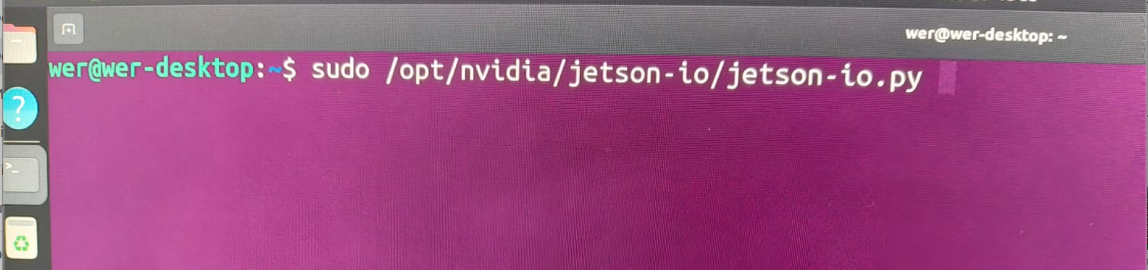 wer@wer-desktop: ~
wer@wer-desktop:~$ sudo /opt/nvidia/jetson-io/jetson-io.py
?
>-